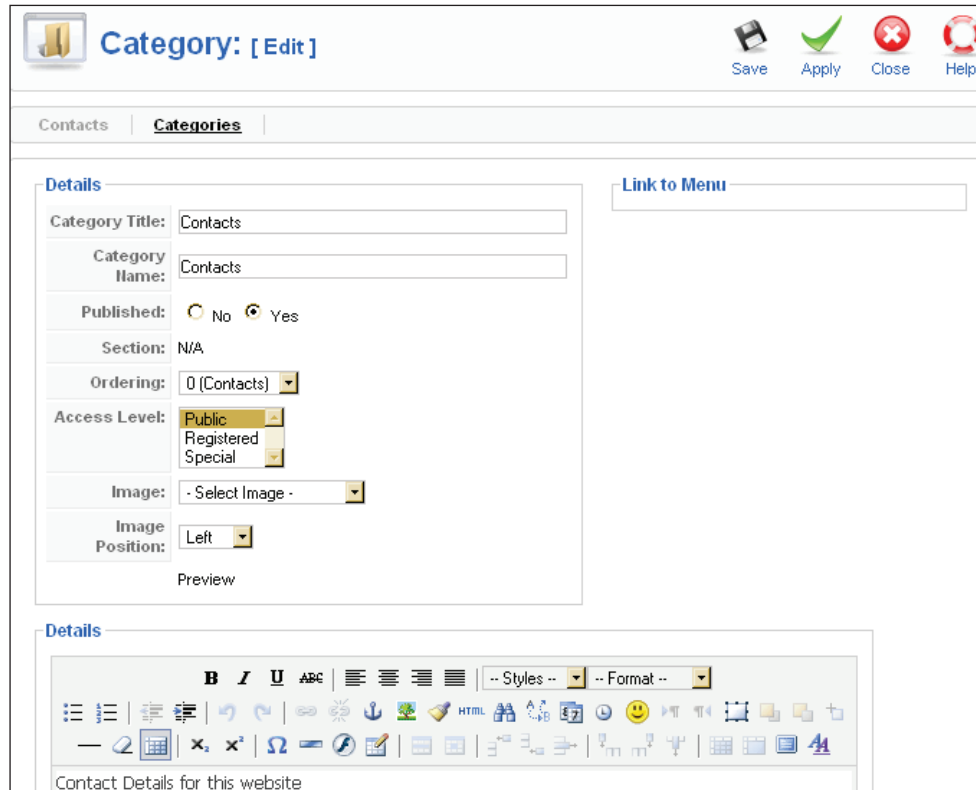 Category: [ Edit ]
Save Apply Close Help
Contacts Categories
Details
Link to Menu
Category Title: Contacts
Category
Name: Contacts
Published: No Yes
Section: N/A
Ordering: 0 (Contacts)
Access Level: Public
Registered
Special
Image: - Select Image -
Image
Position: Left
Preview
Details
B I U ABC -- Styles -- -- Format --
HTML
Contact Details for this website